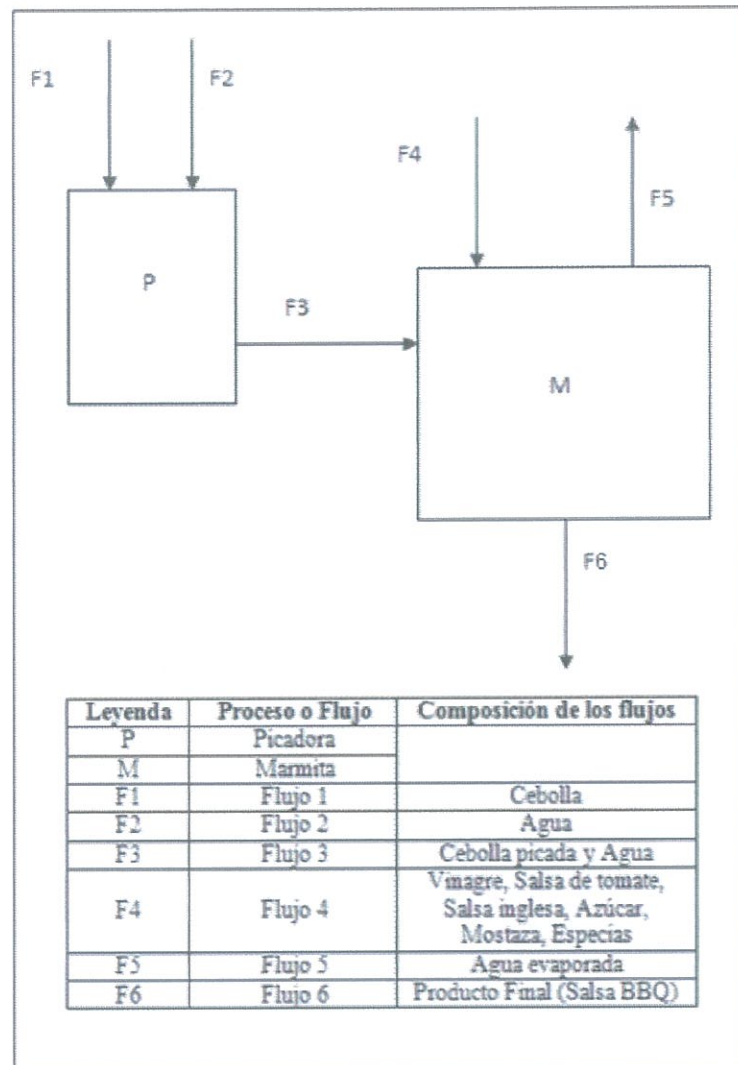 F1
F2
F4
F5
P
F3
M
F6
Leyenda Proceso o Flujo Composición de los flujos
P Picadora
M Marmita
F1 Flujo 1 Cebolla
F2 Flujo 2 Agua
F3 Flujo 3 Cebolla picada y Agua
F4 Flujo 4 Vinagre, Salsa de tomate,
Salsa inglesa, Azúcar,
Mostaza, Especias
F5 Flujo 5 Agua evaporada
F6 Flujo 6 Producto Final (Salsa BBQ)